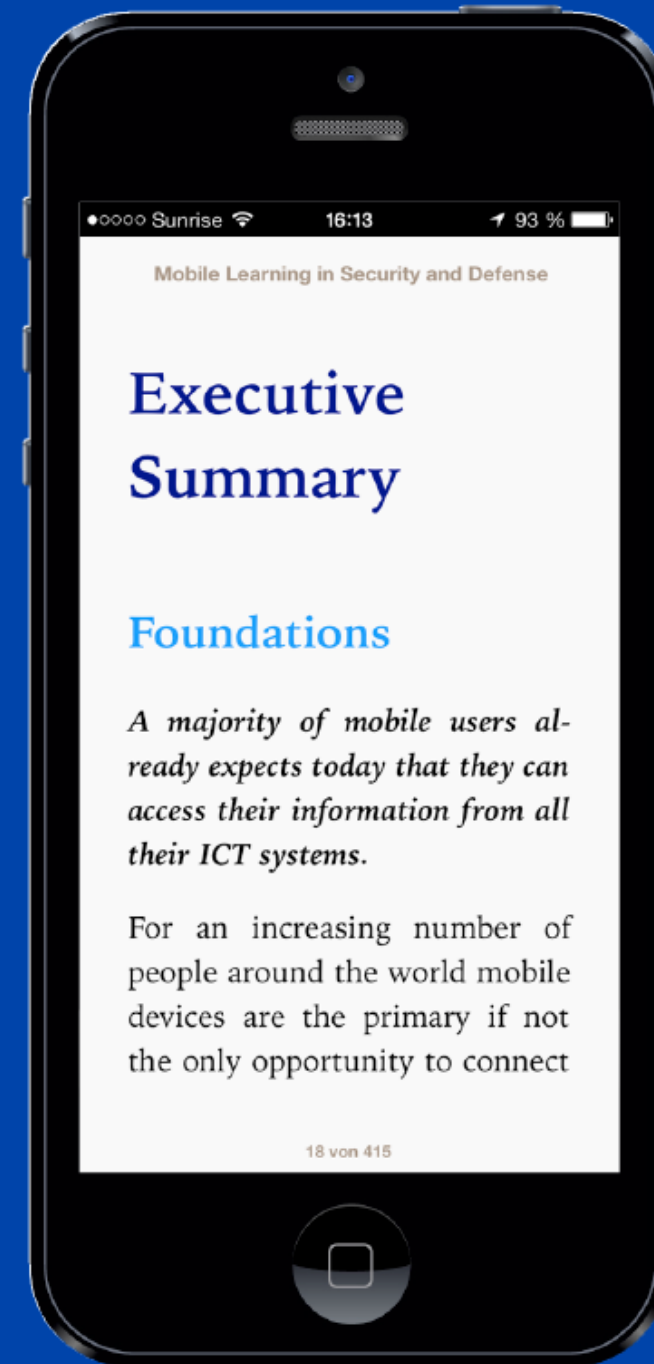 ●○○○○ Sunrise 16:13 93 %
Mobile Learning in Security and Defense
Executive
Summary
Foundations
A majority of mobile users al-
ready expects today that they can
access their information from all
their ICT systems.
For an increasing number of
people around the world mobile
devices are the primary if not
the only opportunity to connect
18 von 415